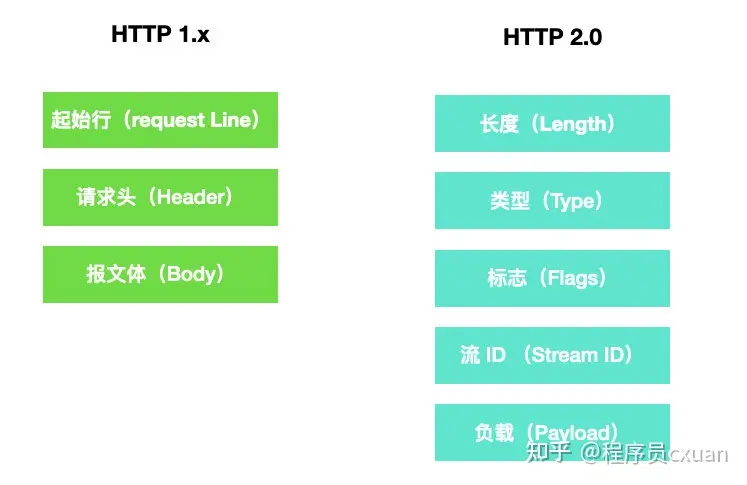 HTTP 1.x
起始行（request Line）
请求头（Header）
报文体（Body）
HTTP 2.0
长度（Length）
类型（Type）
标志（Flags）
流 ID （Stream ID）
负载（Payload）
知乎 @程序员cxuan